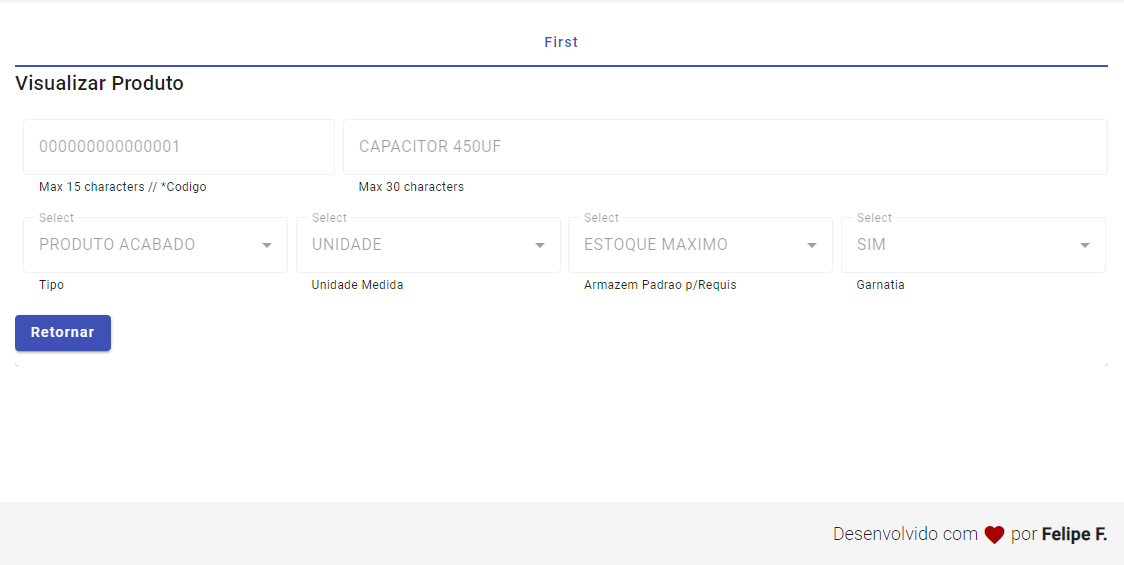 First
Visualizar Produto
000000000000001 CAPACITOR 450UF
Max 15 characters // *Codigo Max 30 characters
Select Select Select Select
PRODUTO ACABADO UNIDADE ESTOQUE MAXIMO SIM
Tipo Unidade Medida Armazem Padrao p/Requis Garnatia
Retornar
Desenvolvido com ❤ por Felipe F.